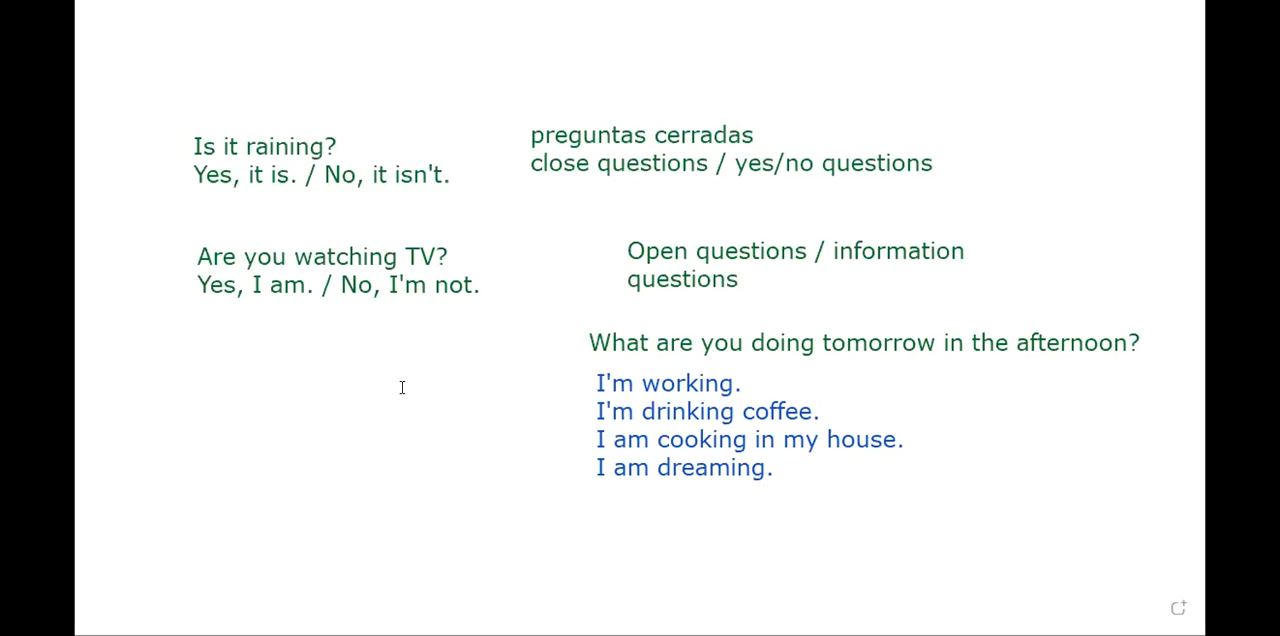 Is it raining?
Yes, it is. / No, it isn't.
preguntas cerradas
close questions / yes/no questions
Are you watching TV?
Yes, I am. / No, I'm not.
Open questions / information
questions
What are you doing tomorrow in the afternoon?
I'm working.
I'm drinking coffee.
I am cooking in my house.
I am dreaming.